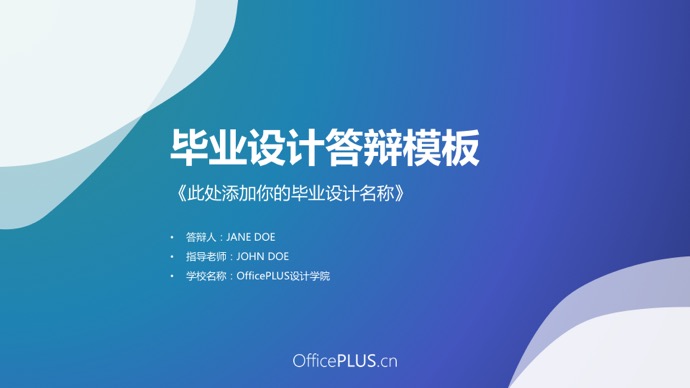 毕业设计答辩模板
《此处添加你的毕业设计名称》
• 答辩人：JANE DOE
• 指导老师：JOHN DOE
• 学校名称：OfficePLUS设计学院
OfficePLUS.cn